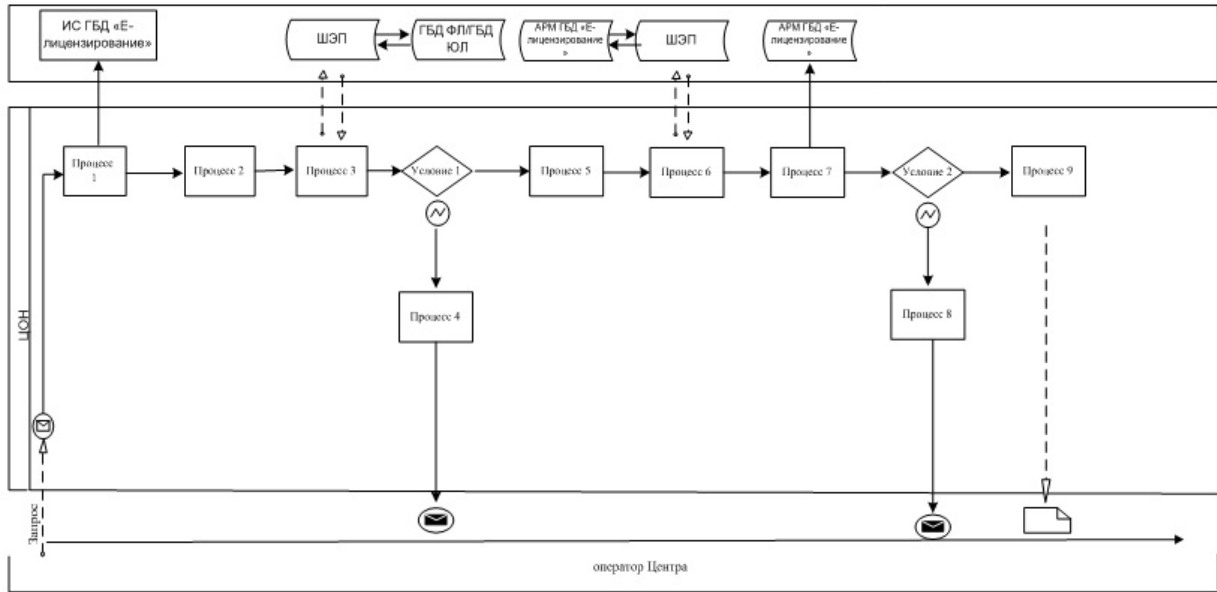 ИС ГБД «Е-
лицензирование»
ШЭП
ГБД ФЛ/ГБД
ЮЛ
АРМ ГБД «Е-
лицензирование
»
ШЭП
АРМ ГБД «Е-
лицензирование
»
ЦОН
Процесс
1
Процесс 2
Процесс 3
Условие 1
Процесс 5
Процесс 6
Процесс 7
Условие 2
Процесс 9
Процесс 4
Процесс 8
Запрос
оператор Центра